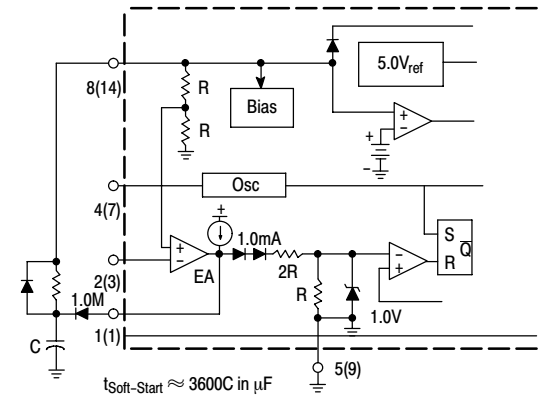 5.0Vref
8(14)
R
Bias
+
−
R
+
−
Osc
4(7)
+
1.0mA
S
Q̅
R
+
−
EA
2R
−
+
2(3)
R
1.0V
1.0M
1(1)
C
5(9)
tSoft-Start ≈ 3600C in µF